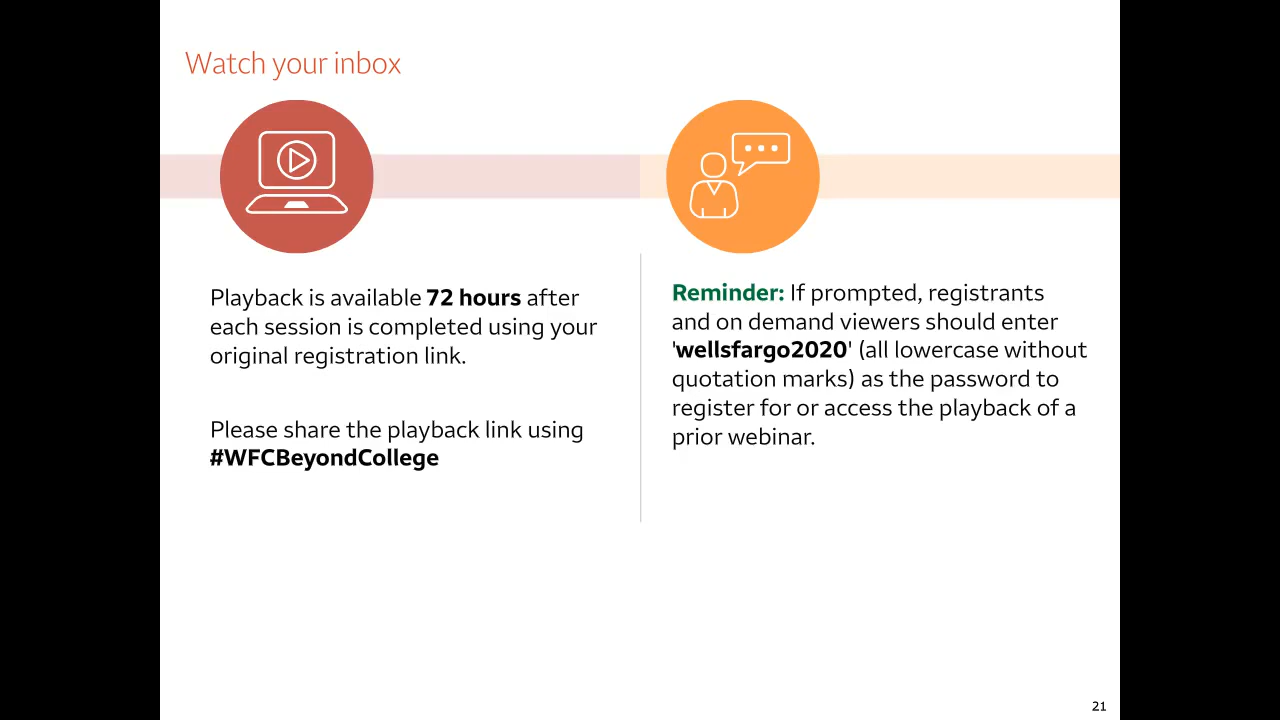 Watch your inbox
Playback is available 72 hours after
each session is completed using your
original registration link.
Please share the playback link using
#WFCBeyondCollege
Reminder: If prompted, registrants
and on demand viewers should enter
'wellsfargo2020' (all lowercase without
quotation marks) as the password to
register for or access the playback of a
prior webinar.
21